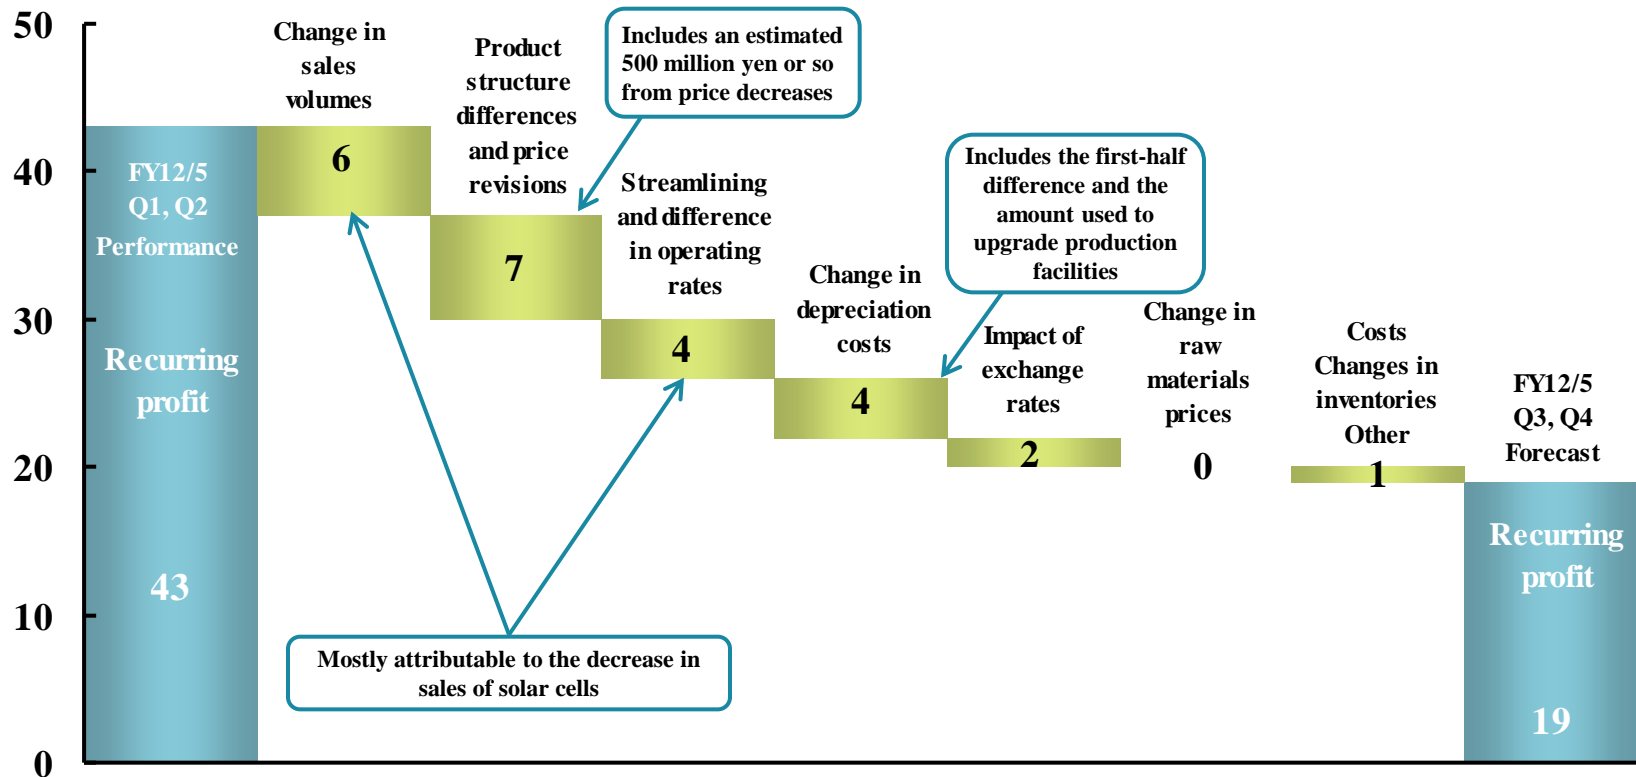 50
40
30
20
10
0
FY12/5
Q1, Q2
Performance
Recurring
profit
43
Change in
sales
volumes
6
Product
structure
differences
and price
revisions
7
Includes an estimated
500 million yen or so
from price decreases
Streamlining
and difference
in operating
rates
4
Change in
depreciation
costs
4
Includes the first-half
difference and the
amount used to
upgrade production
facilities
Impact of
exchange
rates
2
Change in
raw
materials
prices
0
Costs
Changes in
inventories
Other
1
FY12/5
Q3, Q4
Forecast
Recurring
profit
19
Mostly attributable to the decrease in
sales of solar cells